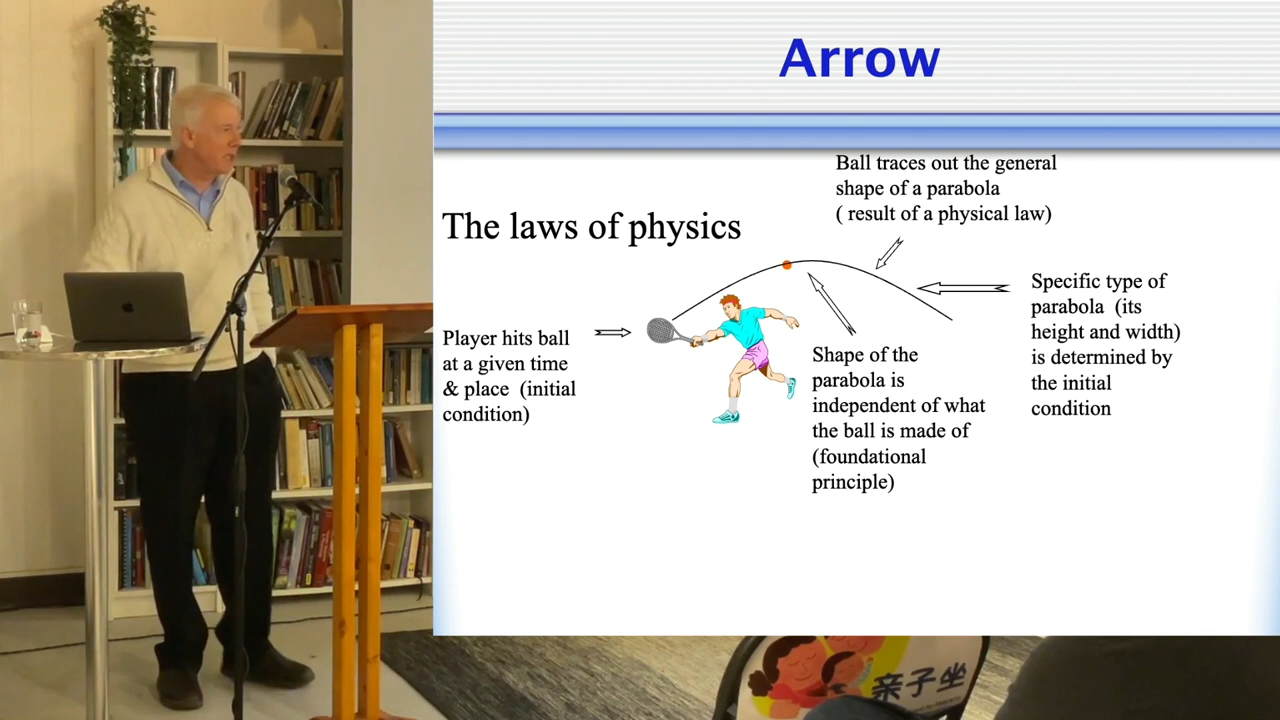 Arrow
Ball traces out the general
shape of a parabola
( result of a physical law)
The laws of physics
Specific type of
parabola (its
height and width)
is determined by
the initial
condition
Player hits ball
at a given time
& place (initial
condition)
Shape of the
parabola is
independent of what
the ball is made of
(foundational
principle)
亲子坐